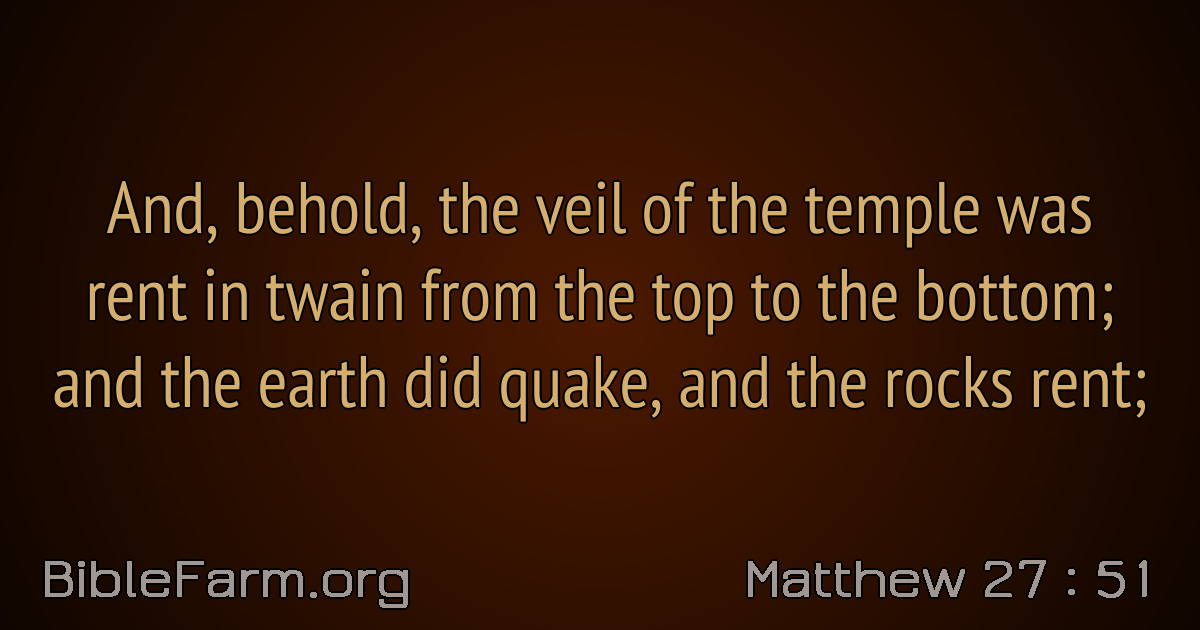 And, behold, the veil of the temple was
rent in twain from the top to the bottom;
and the earth did quake, and the rocks rent;
BibleFarm.org
Matthew 27 : 51